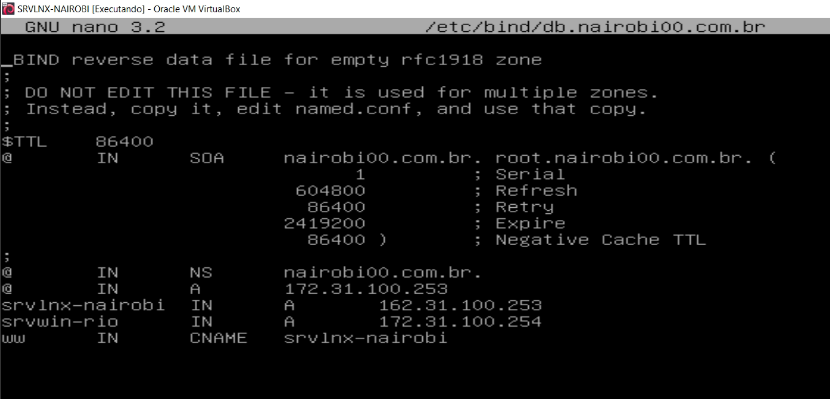 SRVLNX-NAIROBI [Executando] - Oracle VM VirtualBox
GNU nano 3.2 /etc/bind/db.nairobi00.com.br
_BIND reverse data file for empty rfc1918 zone
;
; DO NOT EDIT THIS FILE - it is used for multiple zones.
; Instead, copy it, edit named.conf, and use that copy.
;
$TTL 86400
@ IN SOA nairobi00.com.br. root.nairobi00.com.br. (
1 ; Serial
604800 ; Refresh
86400 ; Retry
2419200 ; Expire
86400 ) ; Negative Cache TTL
;
@ IN NS nairobi00.com.br.
@ IN A 172.31.100.253
srvlnx-nairobi IN A 162.31.100.253
srvwin-rio IN A 172.31.100.254
ww IN CNAME srvlnx-nairobi